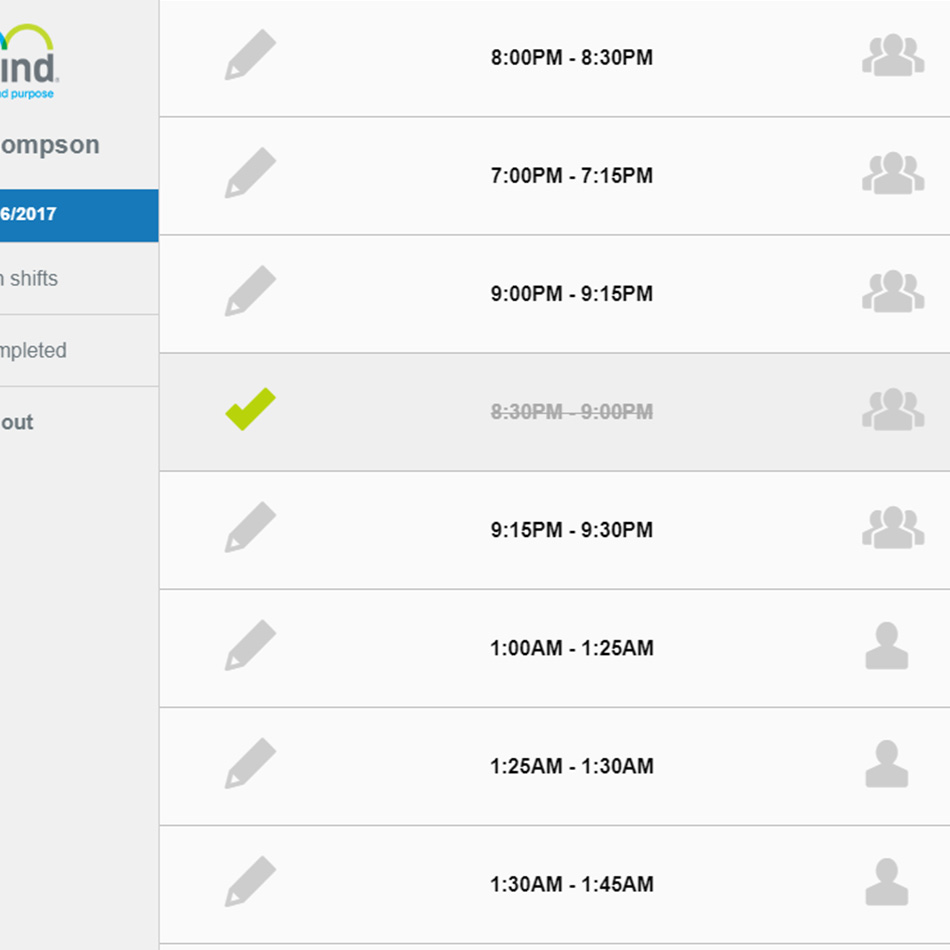 ind
nd purpose
ompson
6/2017
n shifts
mpleted
out
8:00PM - 8:30PM
7:00PM - 7:15PM
9:00PM - 9:15PM
8:30PM - 9:00PM
9:15PM - 9:30PM
1:00AM - 1:25AM
1:25AM - 1:30AM
1:30AM - 1:45AM